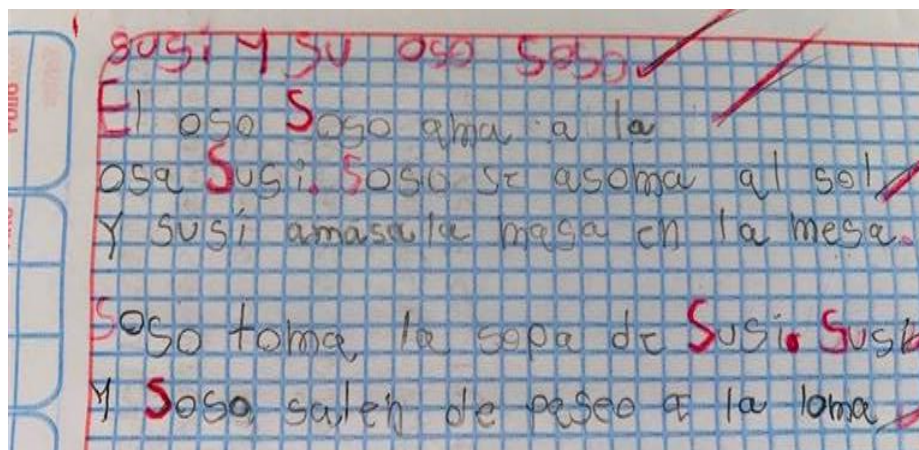 susi y su oso soso
El oso Soso ama a la
osa Susi. Soso se asoma al sol
Y susi amasa la masa en la mesa.
Soso toma la sopa de Susi. Susi
Y Soso salen de paseo a la loma